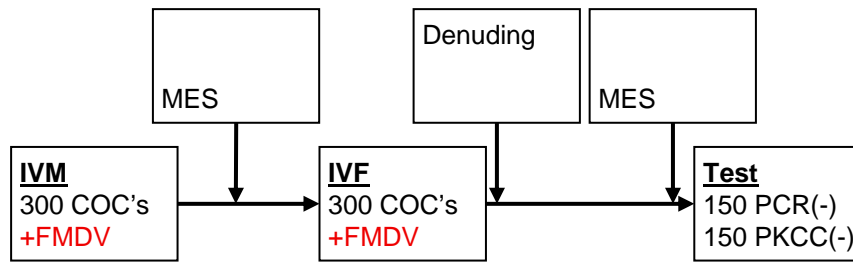 Denuding
MES
MES
IVM
300 COC's
+FMDV
IVF
300 COC's
+FMDV
Test
150 PCR(-)
150 PKCC(-)